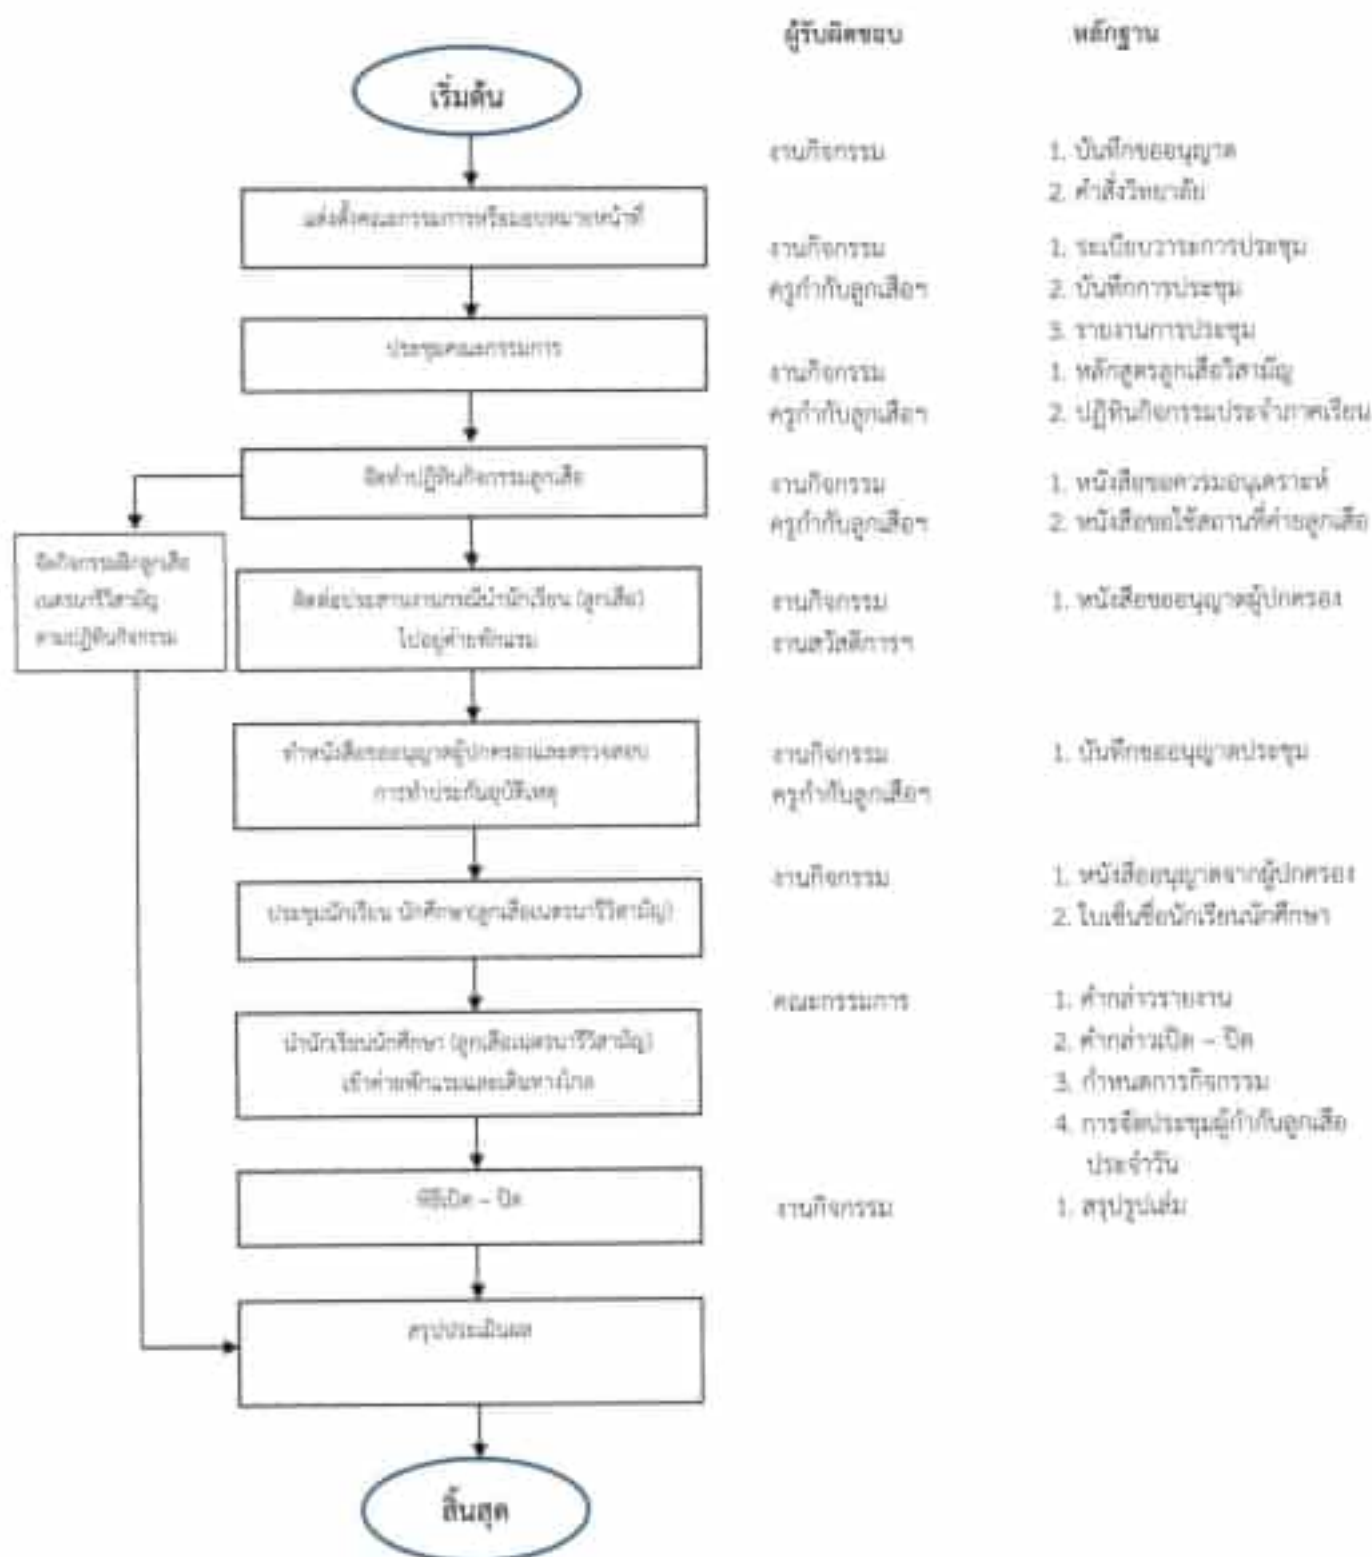 ผู้รับผิดชอบ หลักฐาน
เริ่มต้น
งานกิจกรรม 1. บันทึกขออนุญาต
2. คำสั่งวิทยาลัย
แต่งตั้งคณะกรรมการหรือมอบหมายหน้าที่
งานกิจกรรม 1. ระเบียบวาระการประชุม
ครูกำกับลูกเสือฯ 2. บันทึกการประชุม
3. รายงานการประชุม
ประชุมคณะกรรมการ
งานกิจกรรม 1. หลักสูตรลูกเสือวิสามัญ
ครูกำกับลูกเสือฯ 2. ปฏิทินกิจกรรมประจำภาคเรียน
จัดทำปฏิทินกิจกรรมลูกเสือ
งานกิจกรรม 1. หนังสือขอความอนุเคราะห์
ครูกำกับลูกเสือฯ 2. หนังสือขอใช้สถานที่ค่ายลูกเสือ
จัดกิจกรรมฝึกลูกเสือ
เนตรนารีวิสามัญ
ตามปฏิทินกิจกรรม
ติดต่อประสานงานกรณีนำนักเรียน (ลูกเสือ)
ไปอยู่ค่ายพักแรม
งานกิจกรรม 1. หนังสือขออนุญาตผู้ปกครอง
งานสวัสดิการฯ
ทำหนังสือขออนุญาตผู้ปกครองและตรวจสอบ
การทำประกันอุบัติเหตุ
งานกิจกรรม 1. บันทึกขออนุญาตประชุม
ครูกำกับลูกเสือฯ
ประชุมนักเรียน นักศึกษา(ลูกเสือเนตรนารีวิสามัญ)
งานกิจกรรม 1. หนังสืออนุญาตจากผู้ปกครอง
2. ใบเซ็นชื่อนักเรียนนักศึกษา
นำนักเรียนนักศึกษา (ลูกเสือเนตรนารีวิสามัญ)
เข้าค่ายพักแรมและเดินทางไกล
คณะกรรมการ 1. คำกล่าวรายงาน
2. คำกล่าวเปิด – ปิด
3. กำหนดการกิจกรรม
4. การจัดประชุมผู้กำกับลูกเสือ
ประจำวัน
พิธีเปิด – ปิด
งานกิจกรรม 1. สรุปรูปเล่ม
สรุปประเมินผล
สิ้นสุด